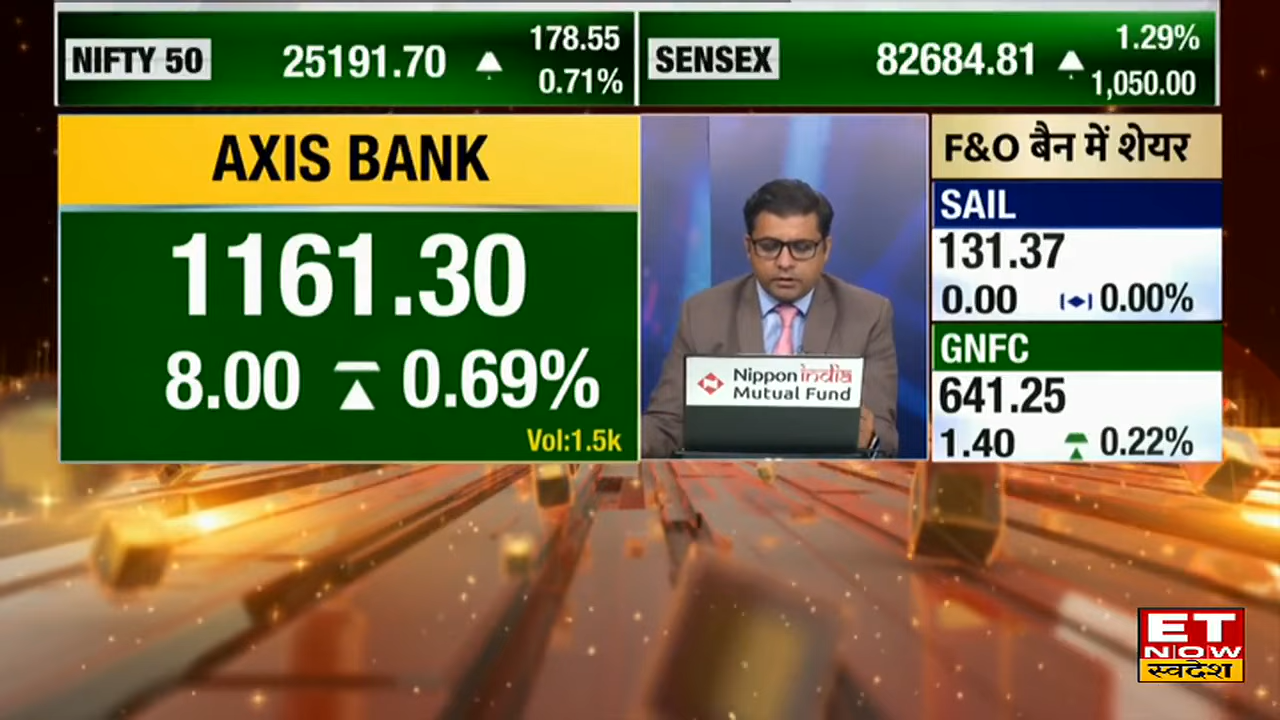 NIFTY 50 25191.70 178.55
0.71%
SENSEX 82684.81 1.29%
1,050.00
AXIS BANK
1161.30
8.00 0.69%
Vol:1.5k
Nippon india
Mutual Fund
F&O बैन में शेयर
SAIL
131.37
0.00 0.00%
GNFC
641.25
1.40 0.22%
ET
NOW
स्वदेश